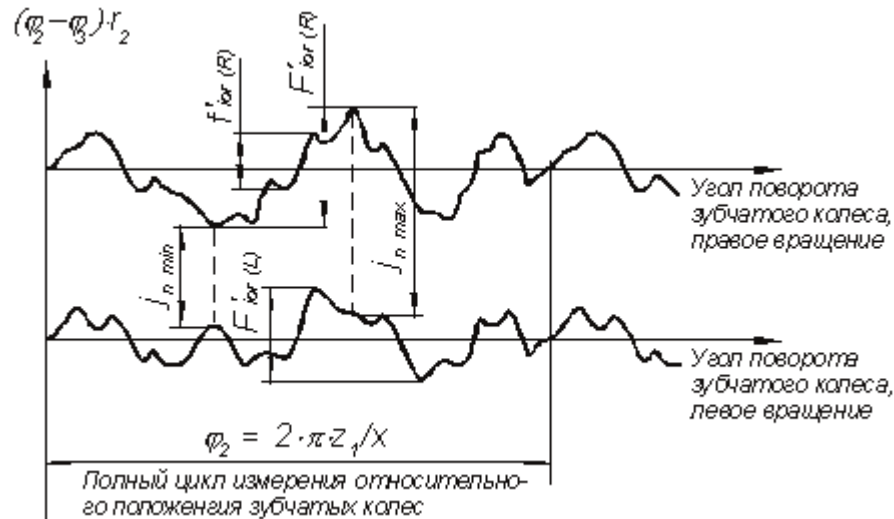 (φ₂−φ₃)·r₂
f'ior (R)
F'ior (R)
Угол поворота
зубчатого колеса,
правое вращение
jn min
F'ior (L)
jn max
Угол поворота
зубчатого колеса,
левое вращение
φ₂ = 2·π·z₁/x
Полный цикл измерения относительно-
го положенгия зубчатых колес